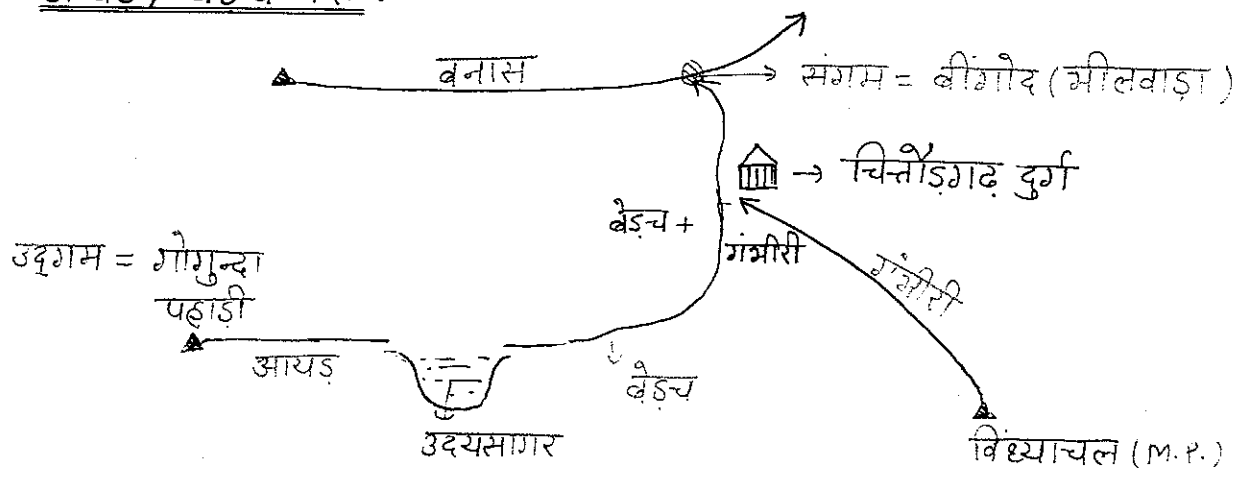 बनास
संगम = बींगोद (भीलवाड़ा)
→ चित्तौड़गढ़ दुर्ग
बेड़च +
गंभीरी
गंभीरी
उद्गम = गोगुन्दा
पहाड़ी
आयड़
बेड़च
उदयसागर
विंध्याचल (M.P.)